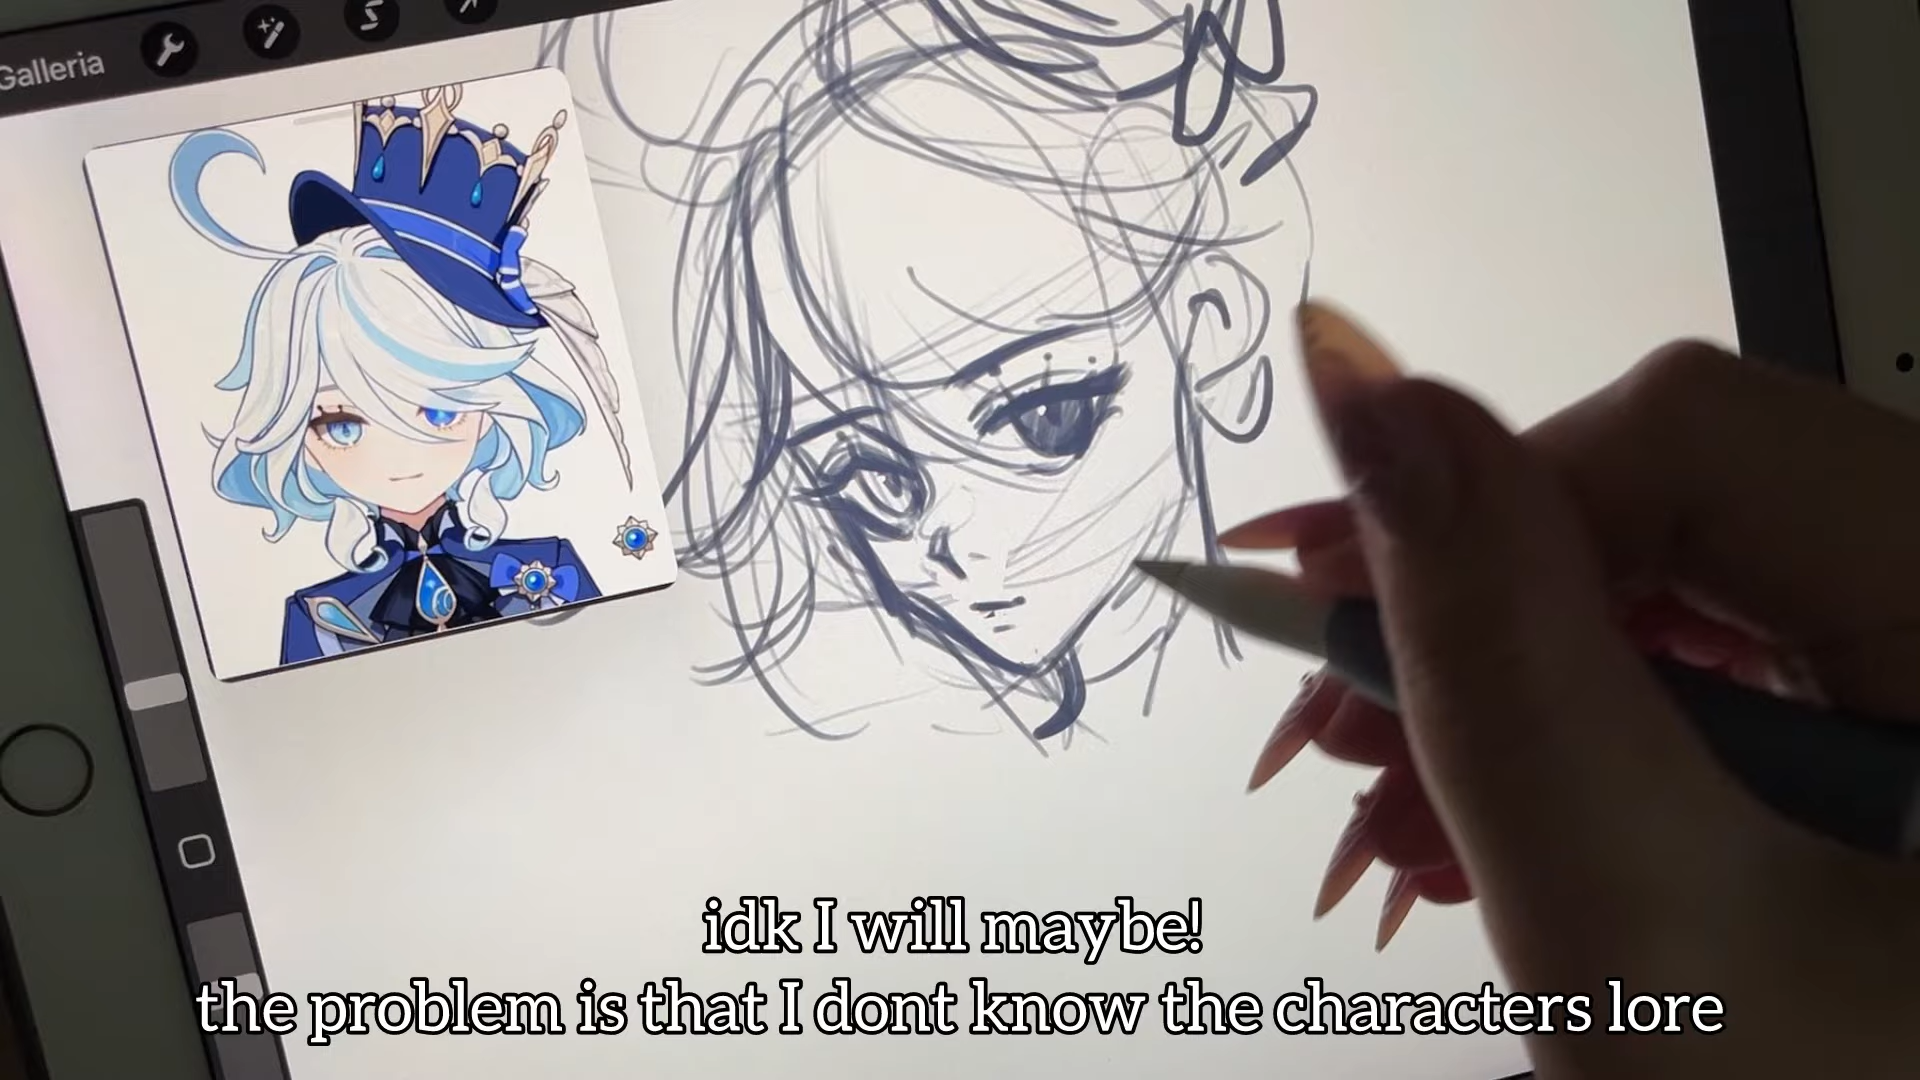 Galleria
idk I will maybe!
the problem is that I dont know the characters lore